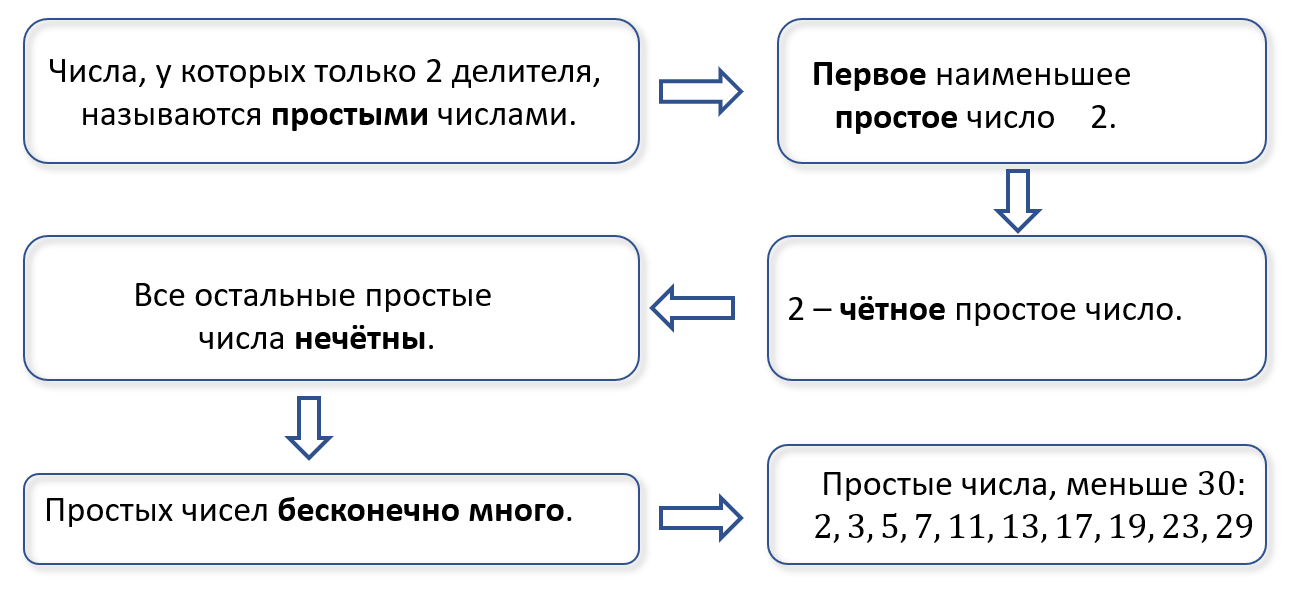 Числа, у которых только 2 делителя,
называются простыми числами.
Первое наименьшее
простое число 2.
2 – чётное простое число.
Все остальные простые
числа нечётны.
Простых чисел бесконечно много.
Простые числа, меньше 30:
2, 3, 5, 7, 11, 13, 17, 19, 23, 29